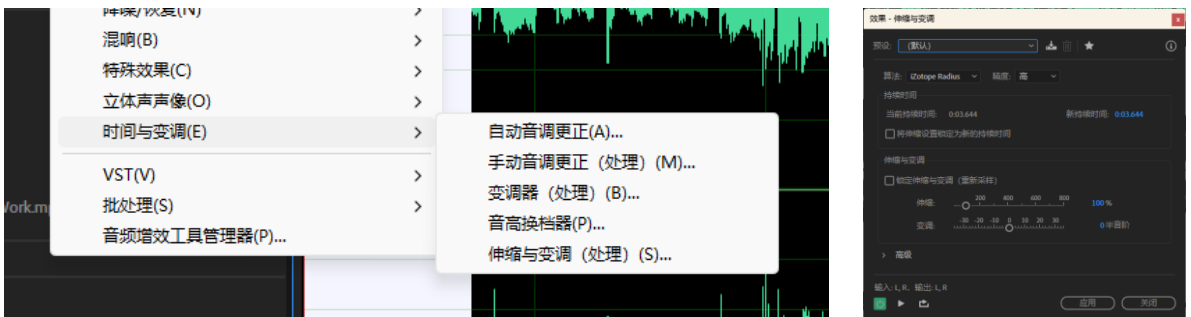 降噪/恢复(N)
混响(B)
特殊效果(C)
立体声声像(O)
时间与变调(E)
VST(V)
批处理(S)
音频增效工具管理器(P)...
Work.mp
自动音调更正(A)...
手动音调更正（处理）(M)...
变调器（处理）(B)...
音高换档器(P)...
伸缩与变调（处理）(S)...
效果 - 伸缩与变调
预设: (默认)
算法: iZotope Radius 精度: 高
持续时间
当前持续时间: 0:03.644 新持续时间: 0:03.644
将伸缩设置锁定为新的持续时间
伸缩与变调
锁定伸缩与变调（重新采样）
200 400 600 800
伸缩: 100 %
-30 -20 -10 0 10 20 30
变调: 0 半音阶
高级
输入: L, R, 输出: L, R
应用 关闭